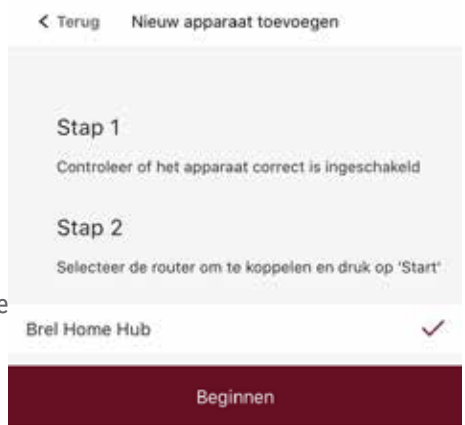 Terug Nieuw apparaat toevoegen
Stap 1
Controleer of het apparaat correct is ingeschakeld
Stap 2
Selecteer de router om te koppelen en druk op 'Start'
e
Brel Home Hub
Beginnen